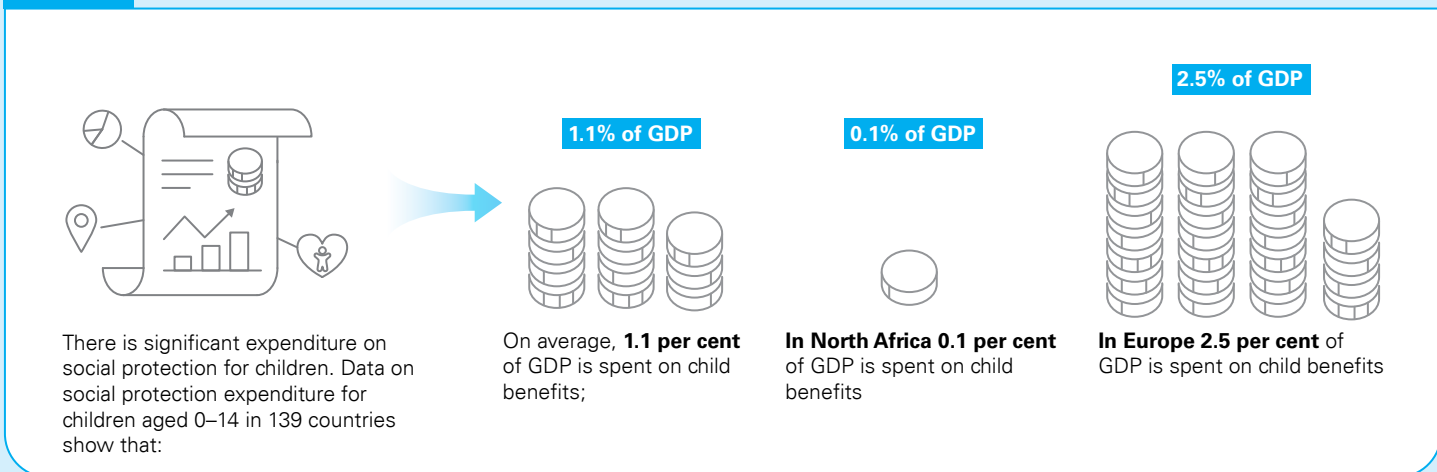 2.5% of GDP
1.1% of GDP
0.1% of GDP
There is significant expenditure on
social protection for children. Data on
social protection expenditure for
children aged 0–14 in 139 countries
show that:
On average, 1.1 per cent
of GDP is spent on child
benefits;
In North Africa 0.1 per cent
of GDP is spent on child
benefits
In Europe 2.5 per cent of
GDP is spent on child benefits